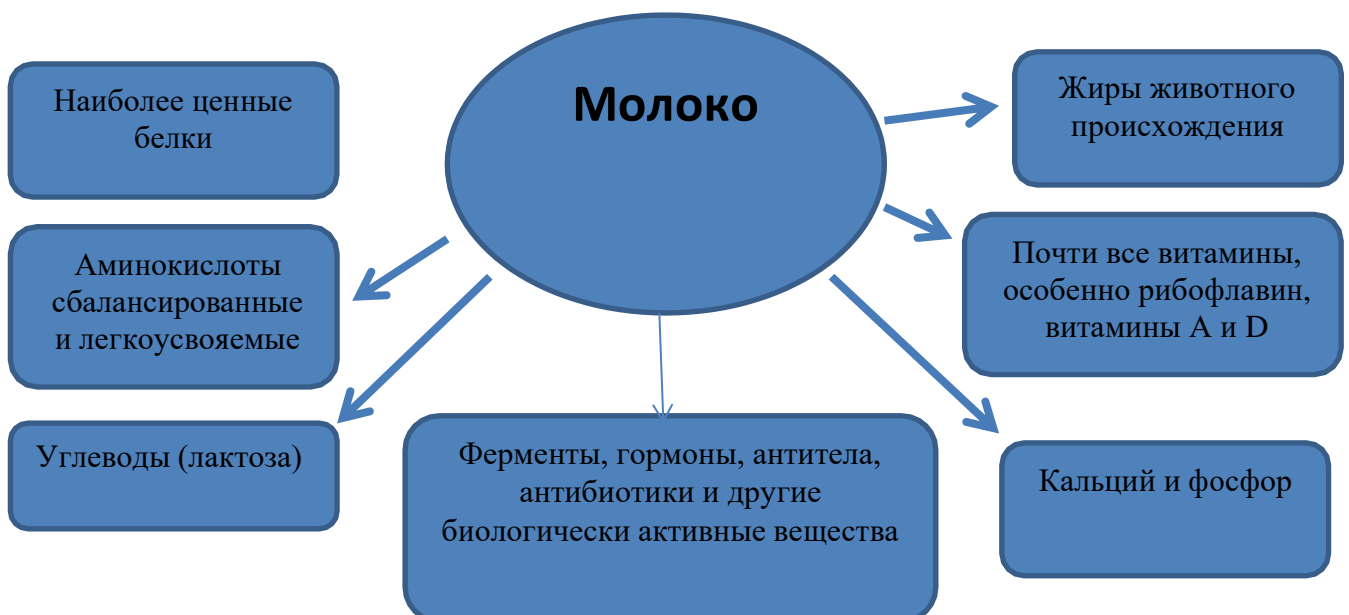 Молоко
Наиболее ценные
белки
Аминокислоты
сбалансированные
и легкоусвояемые
Углеводы (лактоза)
Ферменты, гормоны, антитела,
антибиотики и другие
биологически активные вещества
Жиры животного
происхождения
Почти все витамины,
особенно рибофлавин,
витамины А и D
Кальций и фосфор